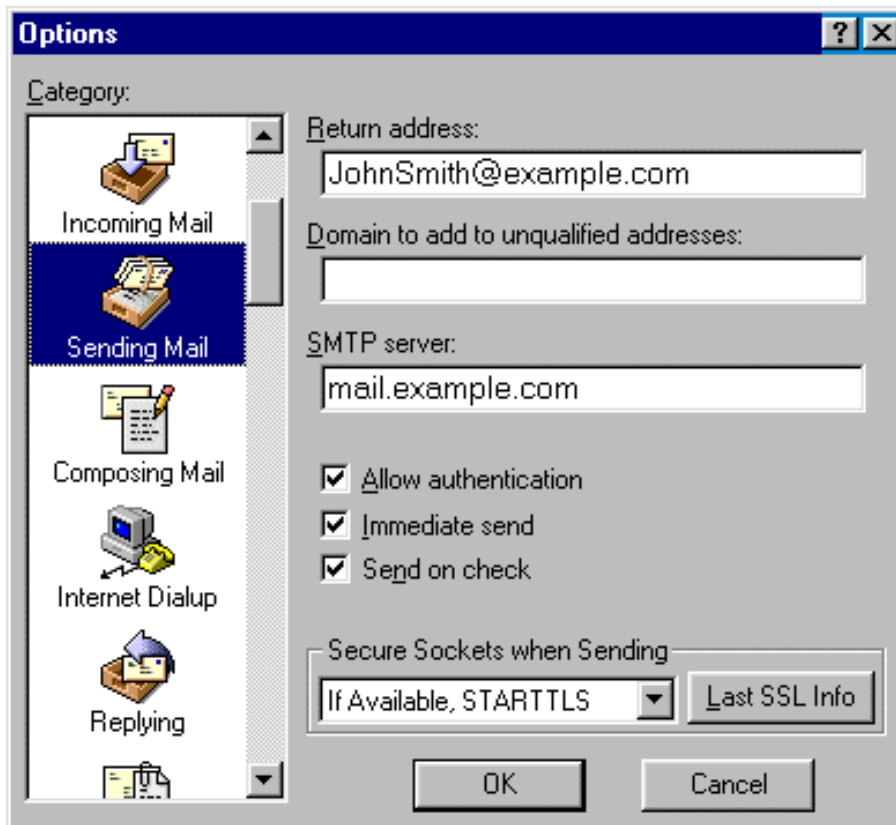 Options
Category:
Incoming Mail
Sending Mail
Composing Mail
Internet Dialup
Replying
Return address:
JohnSmith@example.com
Domain to add to unqualified addresses:
SMTP server:
mail.example.com
Allow authentication
Immediate send
Send on check
Secure Sockets when Sending
If Available, STARTTLS
Last SSL Info
OK
Cancel